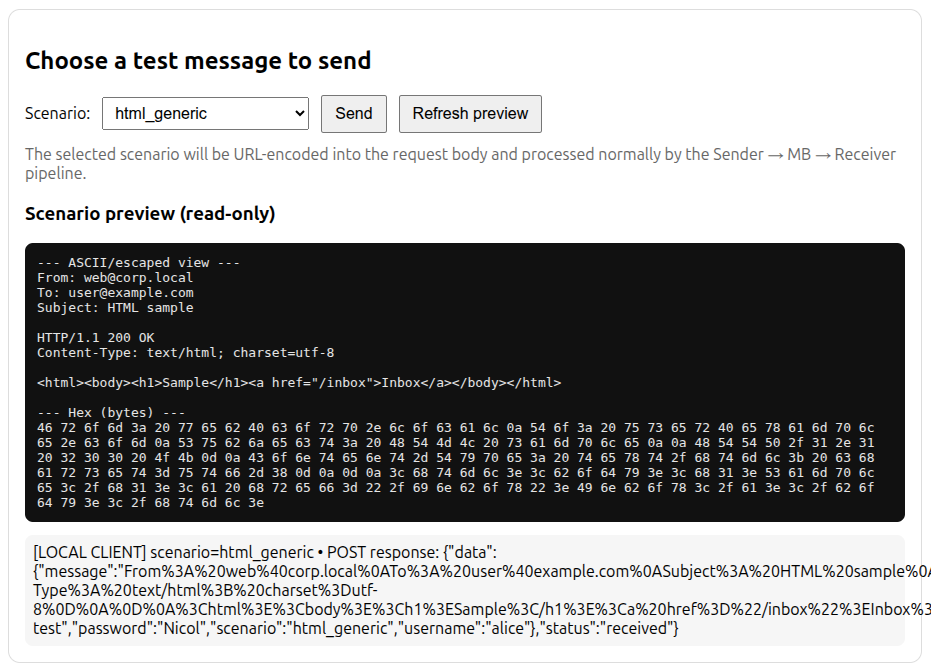 Choose a test message to send
Scenario: html_generic Send Refresh preview
The selected scenario will be URL-encoded into the request body and processed normally by the Sender → MB → Receiver
pipeline.
Scenario preview (read-only)
--- ASCII/escaped view ---
From: web@corp.local
To: user@example.com
Subject: HTML sample
HTTP/1.1 200 OK
Content-Type: text/html; charset=utf-8
<html><body><h1>Sample</h1><a href="/inbox">Inbox</a></body></html>
--- Hex (bytes) ---
46 72 6f 6d 3a 20 77 65 62 40 63 6f 72 70 2e 6c 6f 63 61 6c 0a 54 6f 3a 20 75 73 65 72 40 65 78 61 6d 70 6c
65 2e 63 6f 6d 0a 53 75 62 6a 65 63 74 3a 20 48 54 4d 4c 20 73 61 6d 70 6c 65 0a 0a 48 54 54 50 2f 31 2e 31
20 32 30 30 20 4f 4b 0d 0a 43 6f 6e 74 65 6e 74 2d 54 79 70 65 3a 20 74 65 78 74 2f 68 74 6d 6c 3b 20 63 68
61 72 73 65 74 3d 75 74 66 2d 38 0d 0a 0d 0a 3c 68 74 6d 6c 3e 3c 62 6f 64 79 3e 3c 68 31 3e 53 61 6d 70 6c
65 3c 2f 68 31 3e 3c 61 20 68 72 65 66 3d 22 2f 69 6e 62 6f 78 22 3e 49 6e 62 6f 78 3c 2f 61 3e 3c 2f 62 6f
64 79 3e 3c 2f 68 74 6d 6c 3e
[LOCAL CLIENT] scenario=html_generic • POST response: {"data":
{"message":"From%3A%20web%40corp.local%0ATo%3A%20user%40example.com%0ASubject%3A%20HTML%20sample%0A
Type%3A%20text/html%3B%20charset%3Dutf-
8%0D%0A%0D%0A%3Chtml%3E%3Cbody%3E%3Ch1%3ESample%3C/h1%3E%3Ca%20href%3D%22/inbox%22%3EInbox%3
test","password":"Nicol","scenario":"html_generic","username":"alice"},"status":"received"}